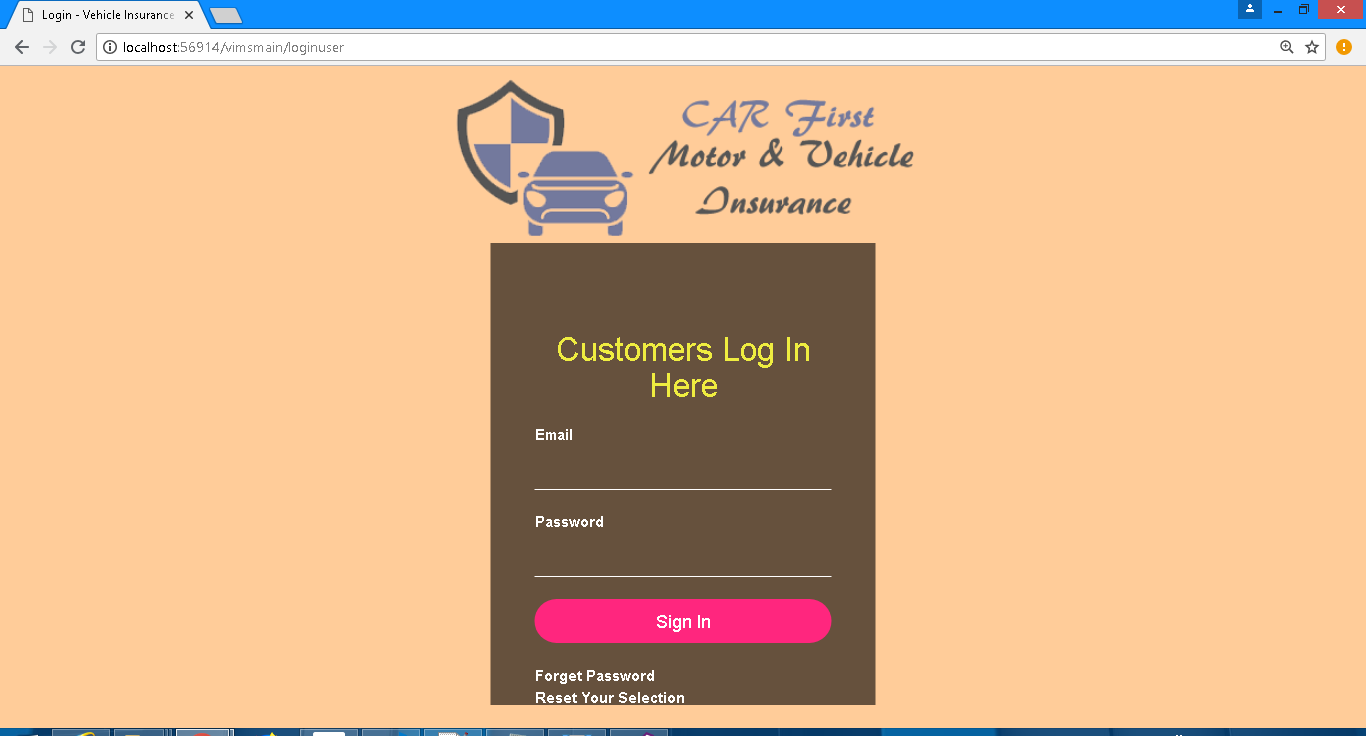 Login - Vehicle Insurance
localhost:56914/vimsmain/loginuser
CAR First
Motor & Vehicle
Insurance
Customers Log In
Here
Email
Password
Sign In
Forget Password
Reset Your Selection